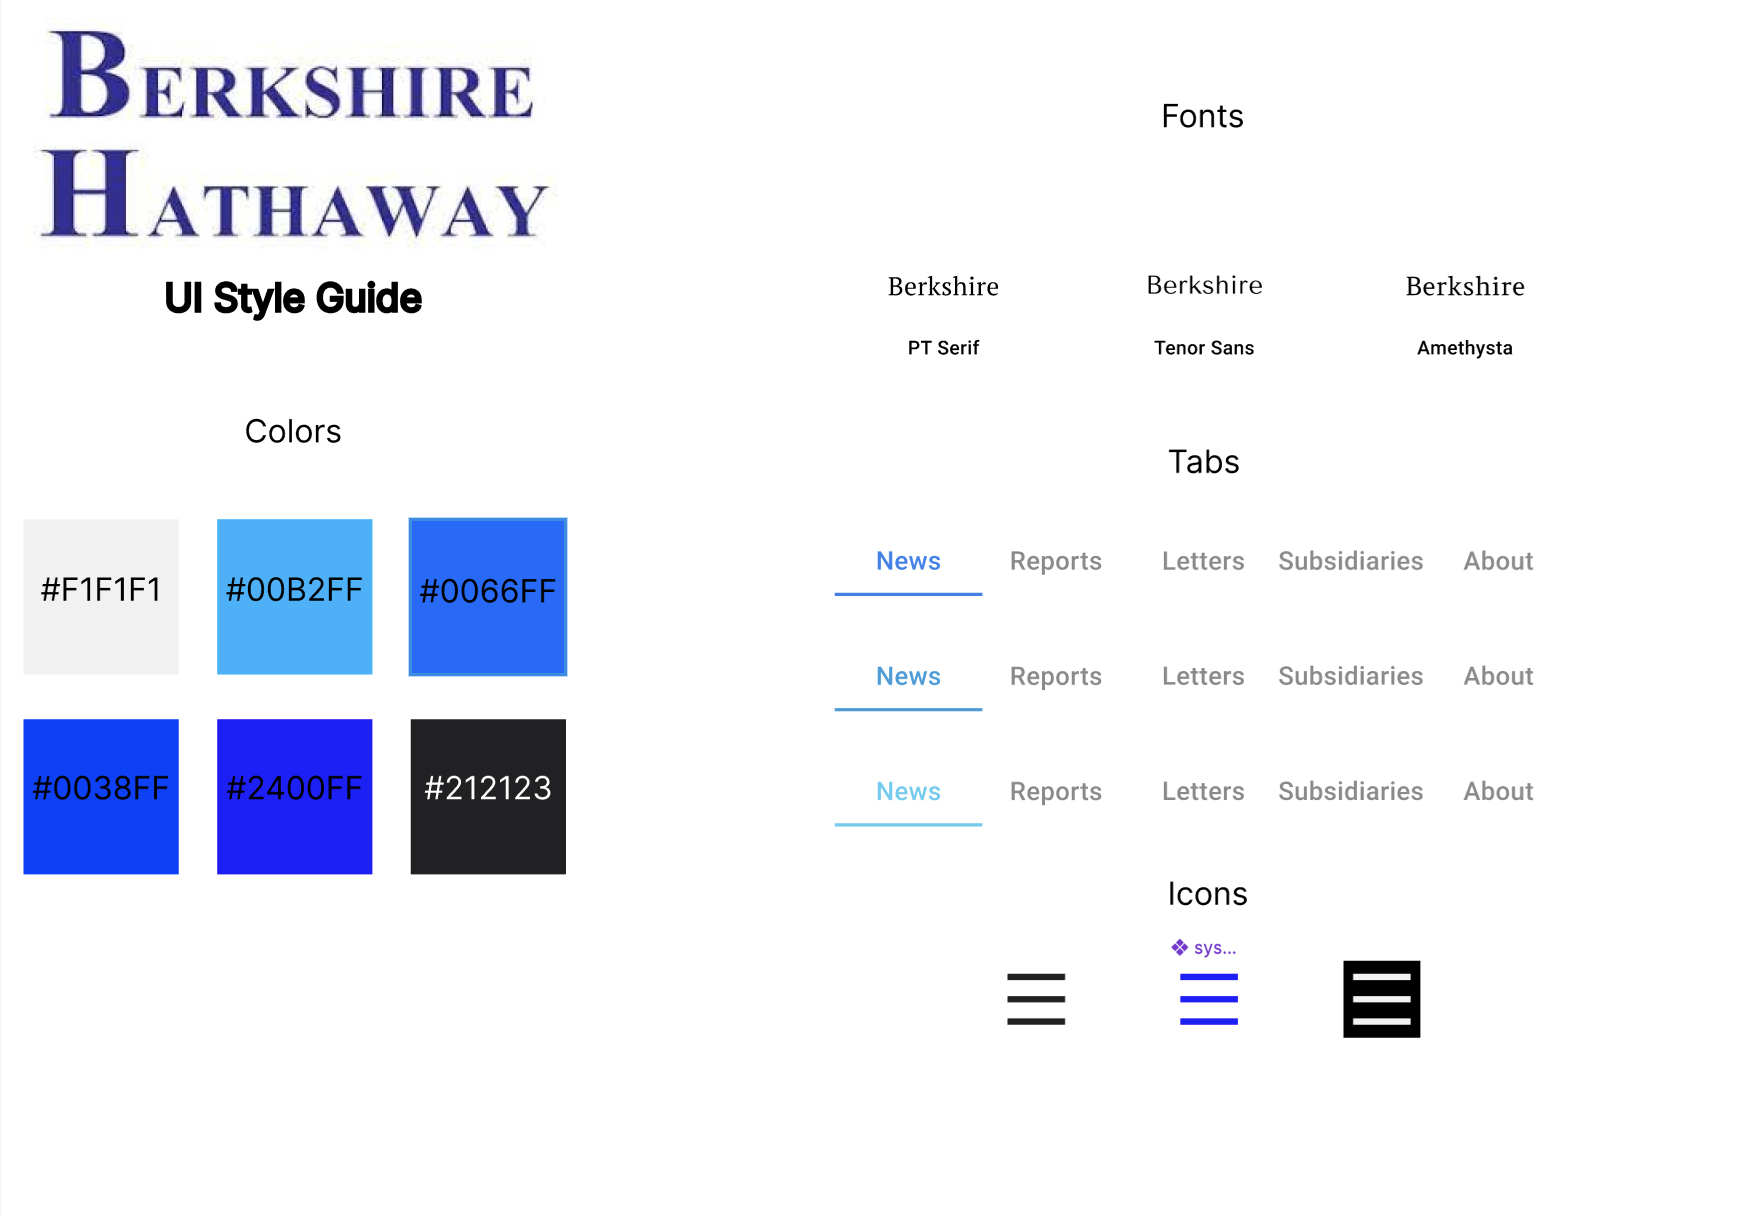 BERKSHIRE
HATHAWAY
UI Style Guide
Colors
#F1F1F1 #00B2FF #0066FF
#0038FF #2400FF #212123
Fonts
Berkshire Berkshire Berkshire
PT Serif Tenor Sans Amethysta
Tabs
News Reports Letters Subsidiaries About
News Reports Letters Subsidiaries About
News Reports Letters Subsidiaries About
Icons
sys...